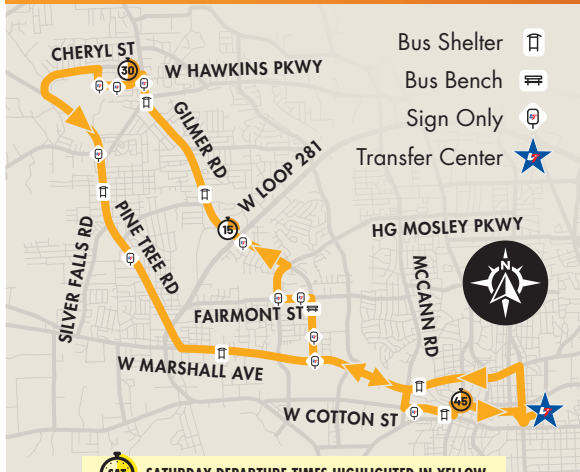 CHERYL ST
30
W HAWKINS PKWY
Bus Shelter
Bus Bench
Sign Only
Transfer Center
GILMER RD
W LOOP 281
15
HG MOSLEY PKWY
N
SILVER FALLS RD
PINE TREE RD
MCCANN RD
FAIRMONT ST
W MARSHALL AVE
45
W COTTON ST
SAT
SATURDAY DEPARTURE TIMES HIGHLIGHTED IN YELLOW